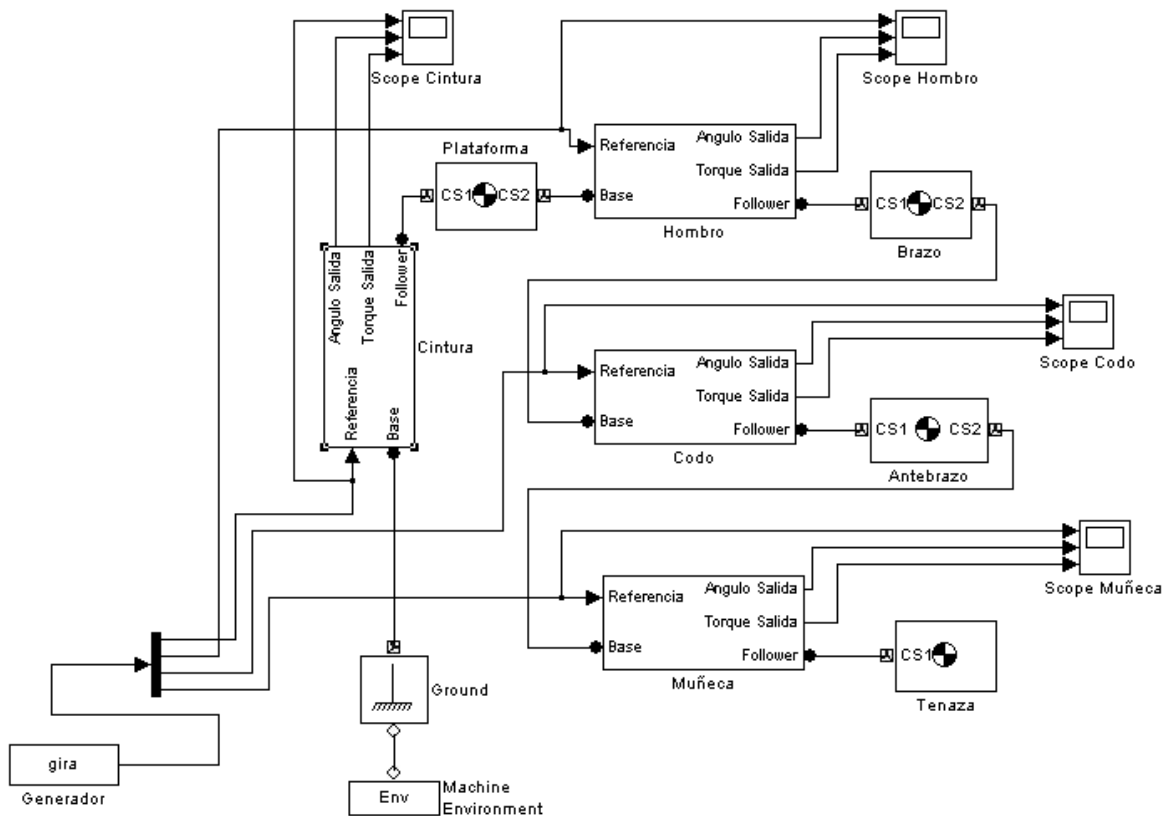 Scope Cintura
Scope Hombro
Plataforma
CS1 CS2
Referencia
Angulo Salida
Torque Salida
Base
Follower
Hombro
CS1 CS2
Brazo
Angulo Salida
Torque Salida
Follower
Referencia
Base
Cintura
Scope Codo
Referencia
Angulo Salida
Torque Salida
Base
Follower
Codo
CS1 CS2
Antebrazo
Scope Muñeca
Referencia
Angulo Salida
Torque Salida
Base
Follower
Muñeca
CS1
Tenaza
Ground
gira
Generador
Env
Machine
Environment